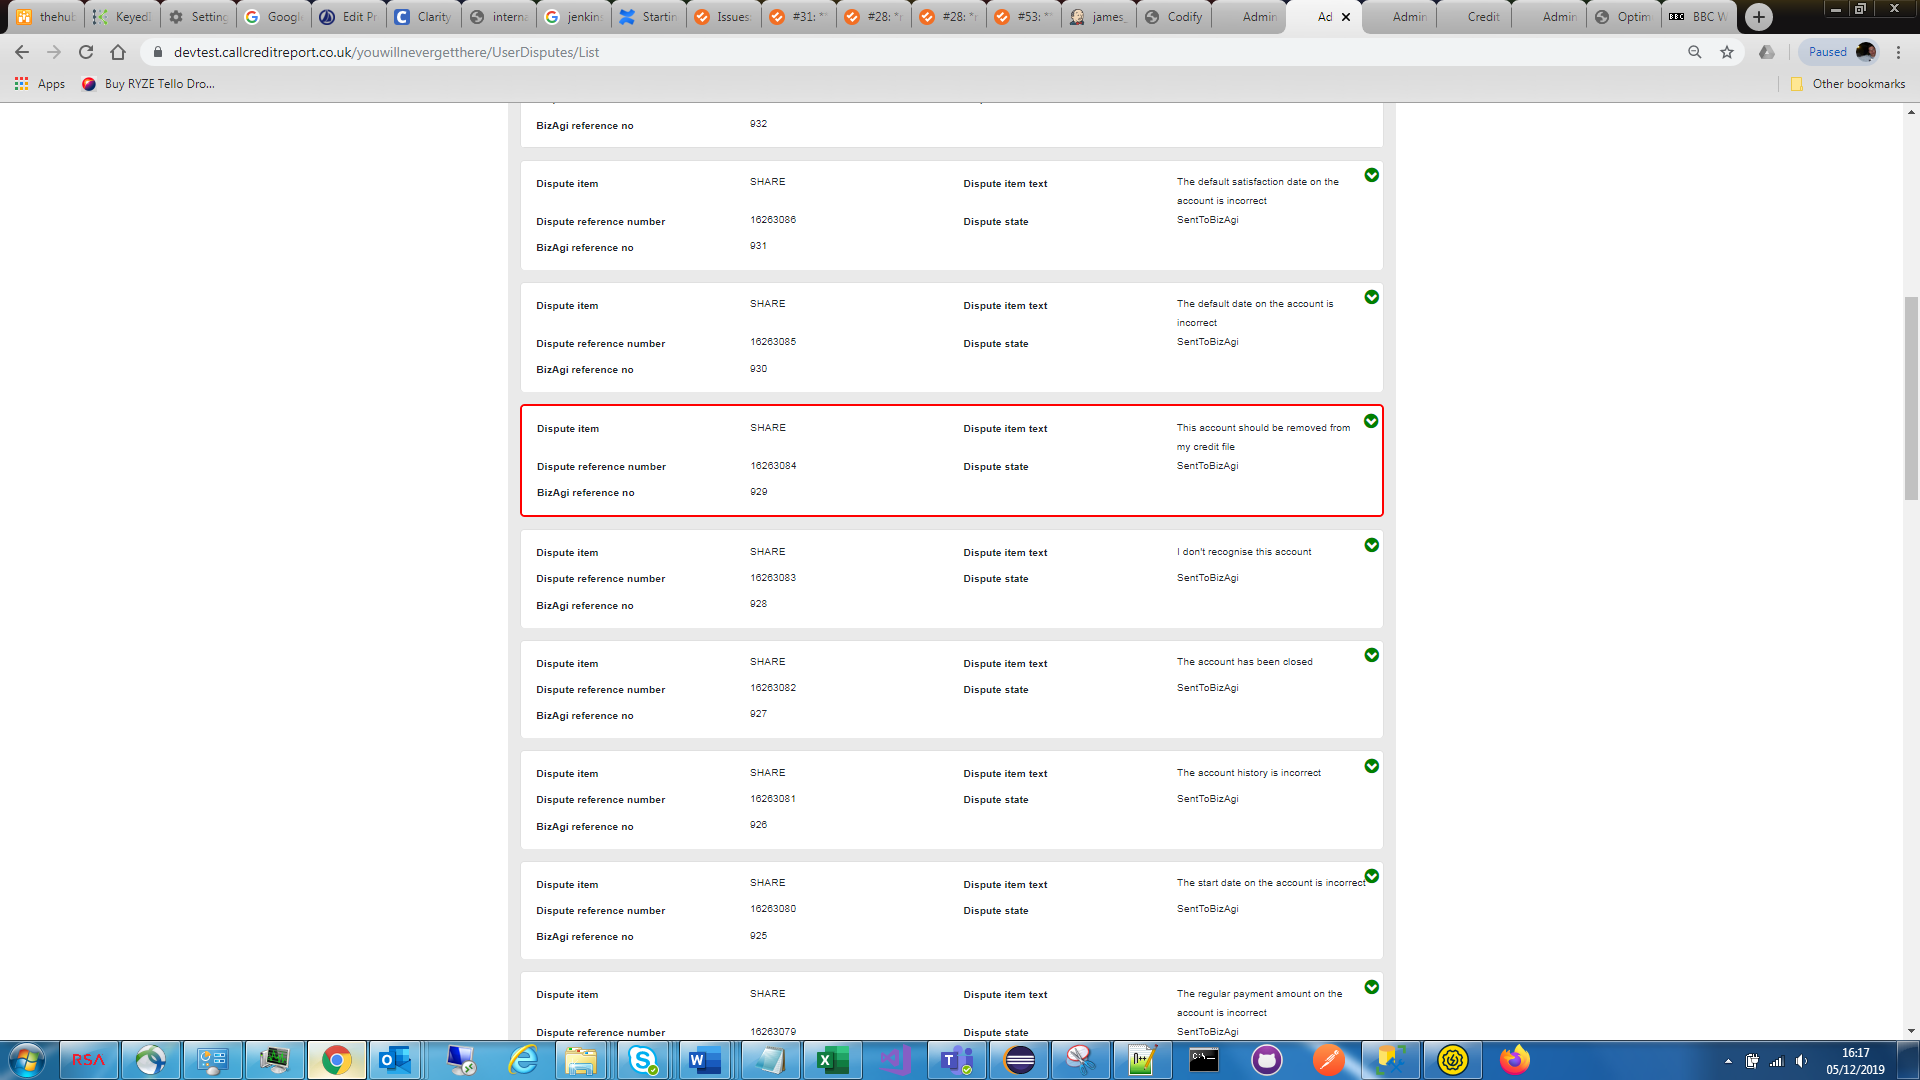 thehub KeyedI Setting Google Edit Pr Clarity interna jenkins Startin Issues #31: #28: #28: #53: james_ Codify Admin Ad Admin Credit Admin Optim BBC W
devtest.callcreditreport.co.uk/youwillnevergetthere/UserDisputes/List Paused
Apps Buy RYZE Tello Dro... Other bookmarks
BizAgi reference no 932
Dispute item SHARE Dispute item text The default satisfaction date on the
account is incorrect
Dispute reference number 16263086 Dispute state SentToBizAgi
BizAgi reference no 931
Dispute item SHARE Dispute item text The default date on the account is
incorrect
Dispute reference number 16263085 Dispute state SentToBizAgi
BizAgi reference no 930
Dispute item SHARE Dispute item text This account should be removed from
my credit file
Dispute reference number 16263084 Dispute state SentToBizAgi
BizAgi reference no 929
Dispute item SHARE Dispute item text I don't recognise this account
Dispute reference number 16263083 Dispute state SentToBizAgi
BizAgi reference no 928
Dispute item SHARE Dispute item text The account has been closed
Dispute reference number 16263082 Dispute state SentToBizAgi
BizAgi reference no 927
Dispute item SHARE Dispute item text The account history is incorrect
Dispute reference number 16263081 Dispute state SentToBizAgi
BizAgi reference no 926
Dispute item SHARE Dispute item text The start date on the account is incorrect
Dispute reference number 16263080 Dispute state SentToBizAgi
BizAgi reference no 925
Dispute item SHARE Dispute item text The regular payment amount on the
account is incorrect
Dispute reference number 16263079 Dispute state SentToBizAgi
RSA
16:17
05/12/2019